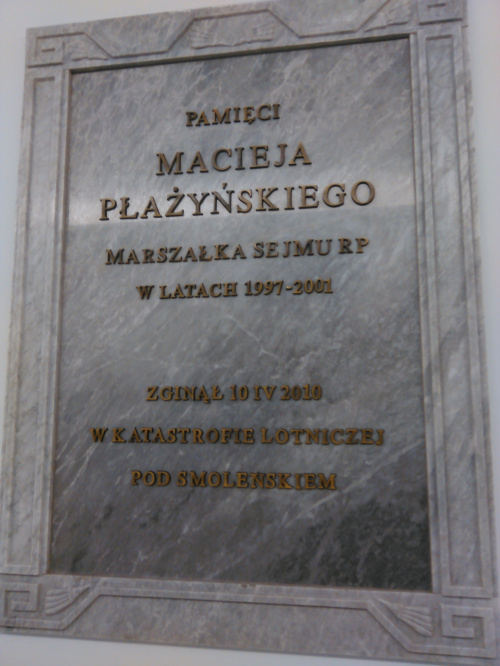 PAMIĘCI
MACIEJA
PŁAŻYŃSKIEGO
MARSZAŁKA SEJMU RP
W LATACH 1997-2001
ZGINĄŁ 10 IV 2010
W KATASTROFIE LOTNICZEJ
POD SMOLEŃSKIEM